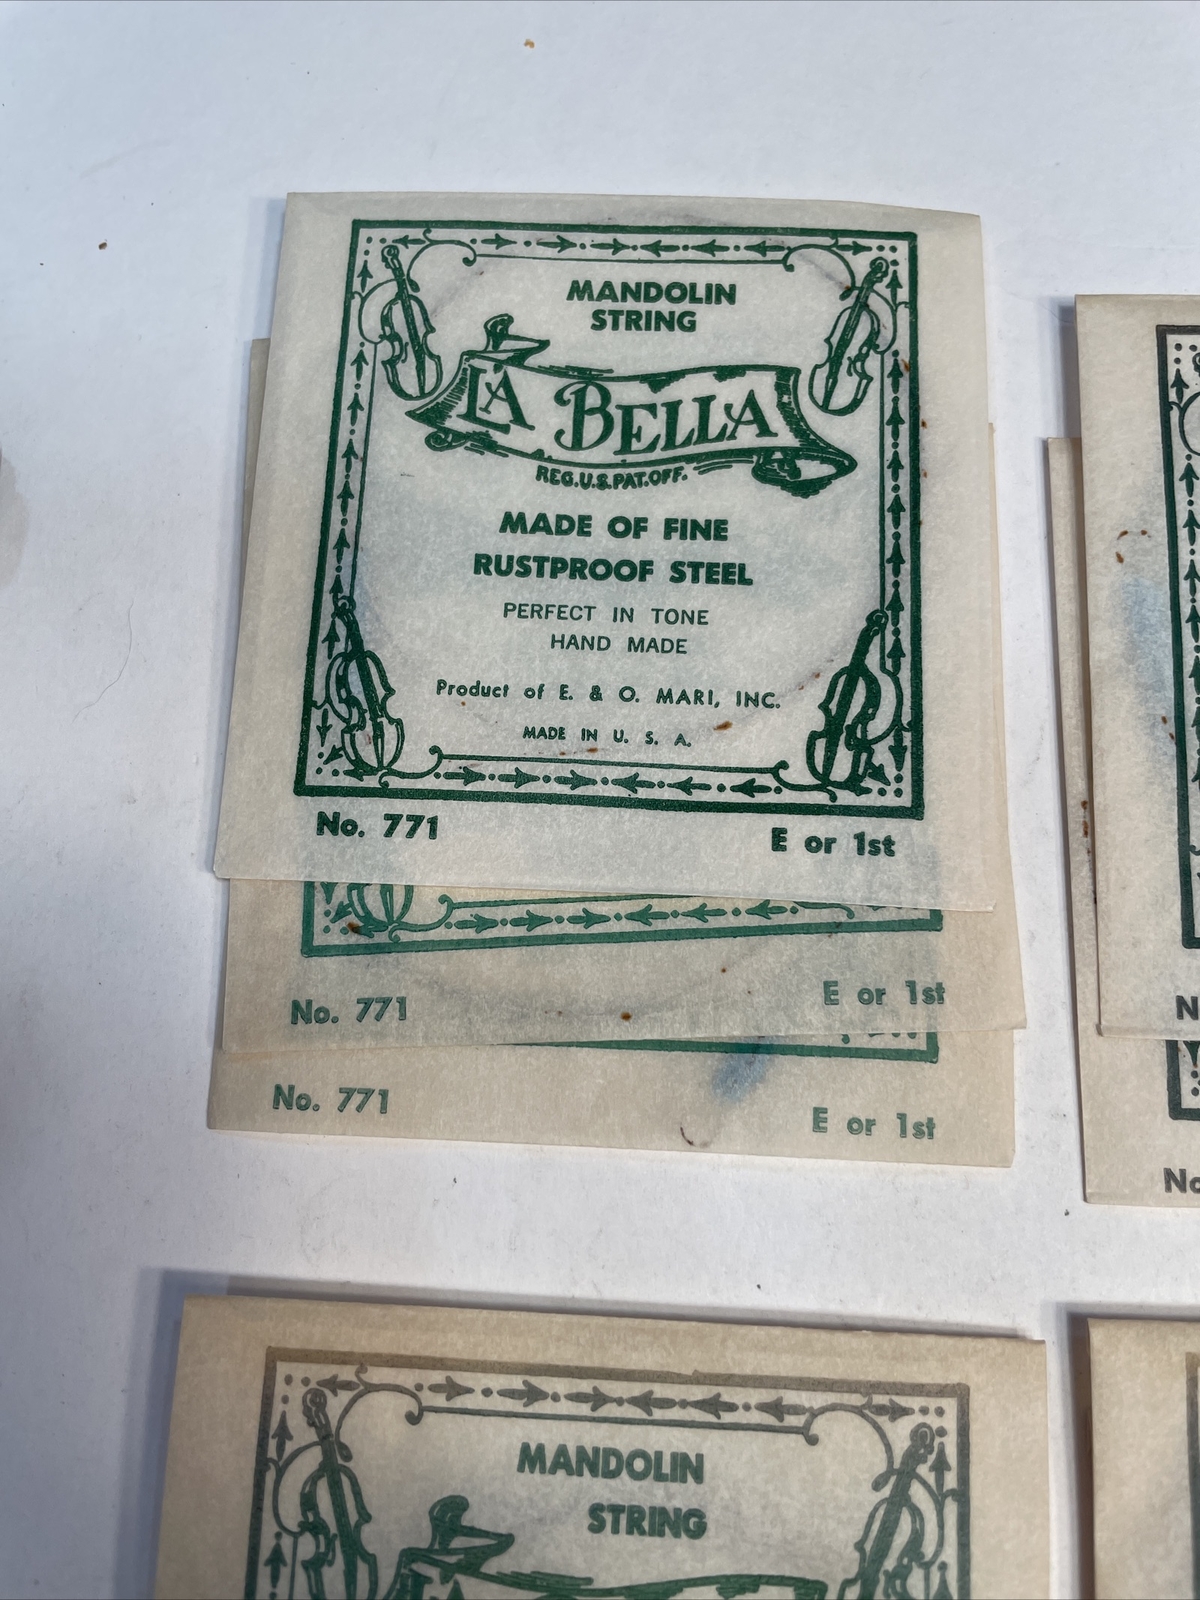 MANDOLIN
STRING
LA BELLA
REG.U.S.PAT.OFF.
MADE OF FINE
RUSTPROOF STEEL
PERFECT IN TONE
HAND MADE
Product of E. & O. MARI, INC.
MADE IN U. S. A.
No. 771 E or 1st
No. 771 E or 1st
No. 771 E or 1st
MANDOLIN
STRING